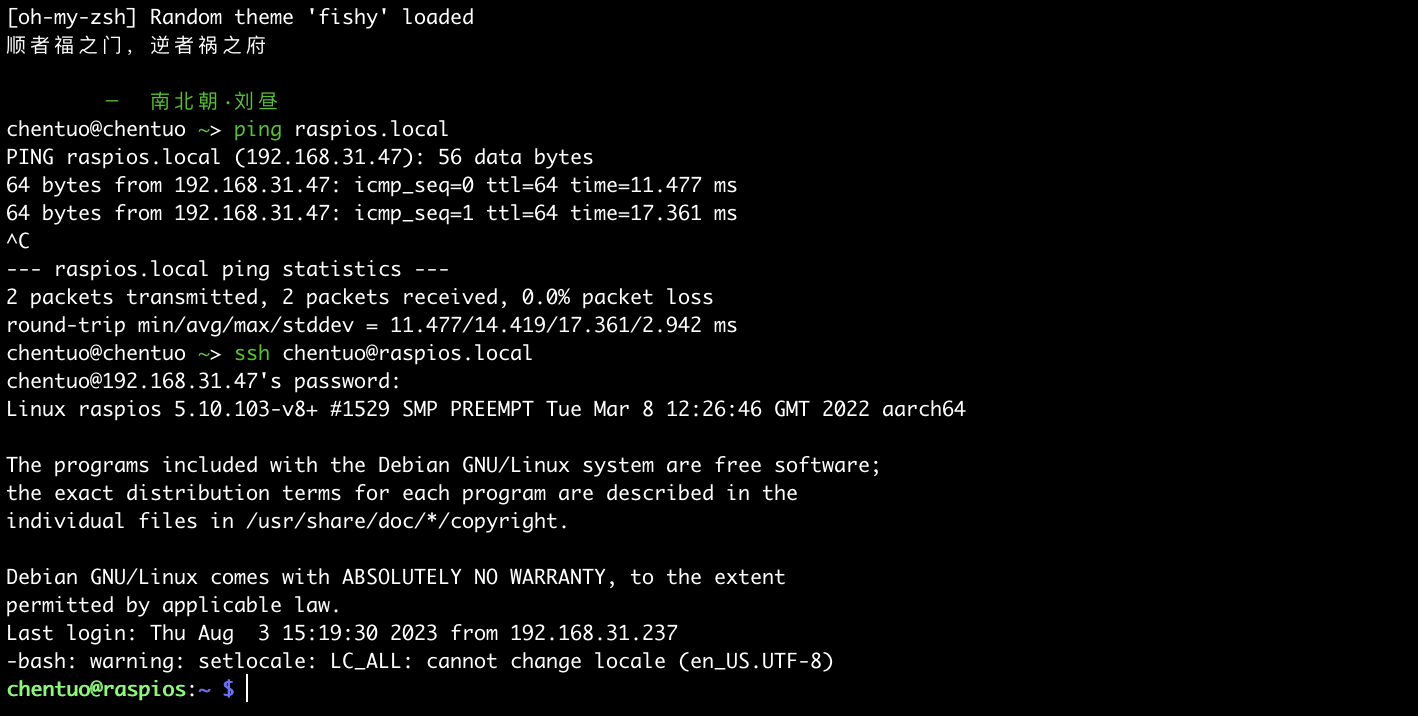 [oh-my-zsh] Random theme 'fishy' loaded
顺者福之门, 逆者祸之府
— 南北朝·刘昼
chentuo@chentuo ~> ping raspios.local
PING raspios.local (192.168.31.47): 56 data bytes
64 bytes from 192.168.31.47: icmp_seq=0 ttl=64 time=11.477 ms
64 bytes from 192.168.31.47: icmp_seq=1 ttl=64 time=17.361 ms
^C
--- raspios.local ping statistics ---
2 packets transmitted, 2 packets received, 0.0% packet loss
round-trip min/avg/max/stddev = 11.477/14.419/17.361/2.942 ms
chentuo@chentuo ~> ssh chentuo@raspios.local
chentuo@192.168.31.47's password:
Linux raspios 5.10.103-v8+ #1529 SMP PREEMPT Tue Mar 8 12:26:46 GMT 2022 aarch64
The programs included with the Debian GNU/Linux system are free software;
the exact distribution terms for each program are described in the
individual files in /usr/share/doc/*/copyright.
Debian GNU/Linux comes with ABSOLUTELY NO WARRANTY, to the extent
permitted by applicable law.
Last login: Thu Aug  3 15:19:30 2023 from 192.168.31.237
-bash: warning: setlocale: LC_ALL: cannot change locale (en_US.UTF-8)
chentuo@raspios:~ $